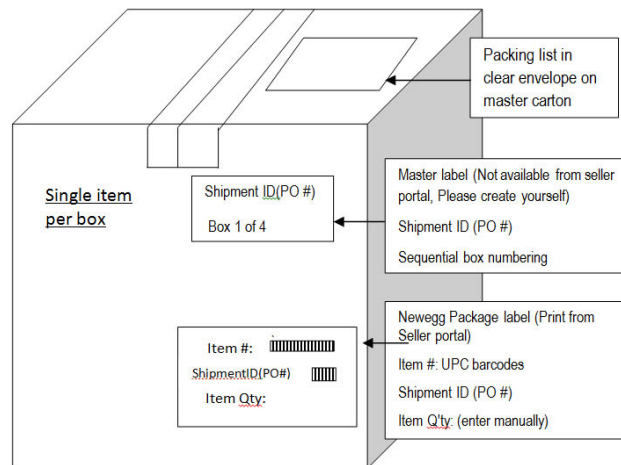 Packing list in
clear envelope on
master carton
Single item
per box
Shipment ID(PO #)
Box 1 of 4
Master label (Not available from seller
portal, Please create yourself)
Shipment ID (PO #)
Sequential box numbering
Newegg Package label (Print from
Seller portal)
Item #: UPC barcodes
Shipment ID (PO #)
Item Q'ty: (enter manually)
Item #:
ShipmentID(PO#)
Item Qty: